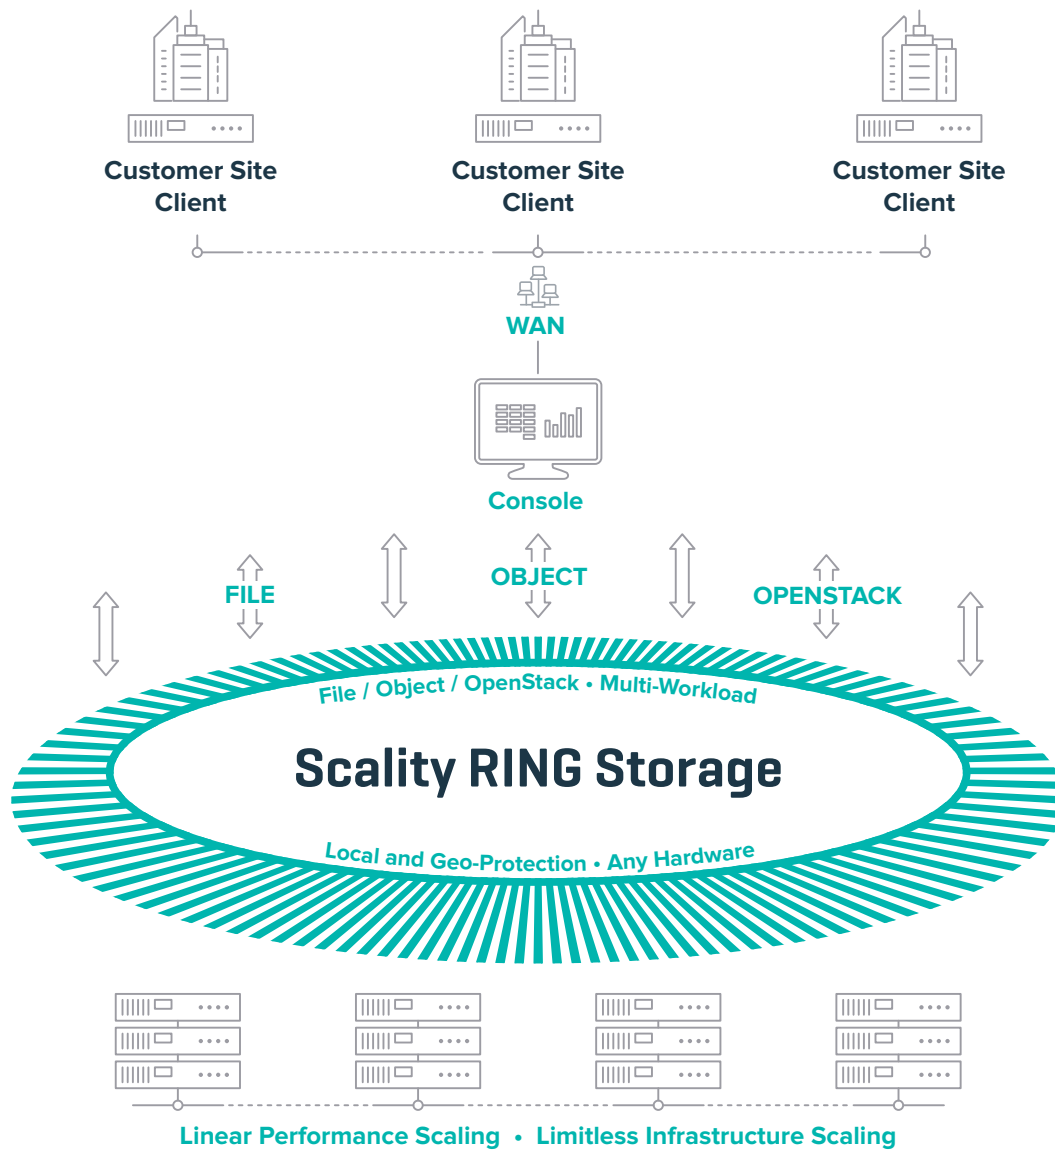 Customer Site
Client
Customer Site
Client
Customer Site
Client
WAN
Console
FILE
OBJECT
OPENSTACK
File / Object / OpenStack • Multi-Workload
Scality RING Storage
Local and Geo-Protection • Any Hardware
Linear Performance Scaling • Limitless Infrastructure Scaling